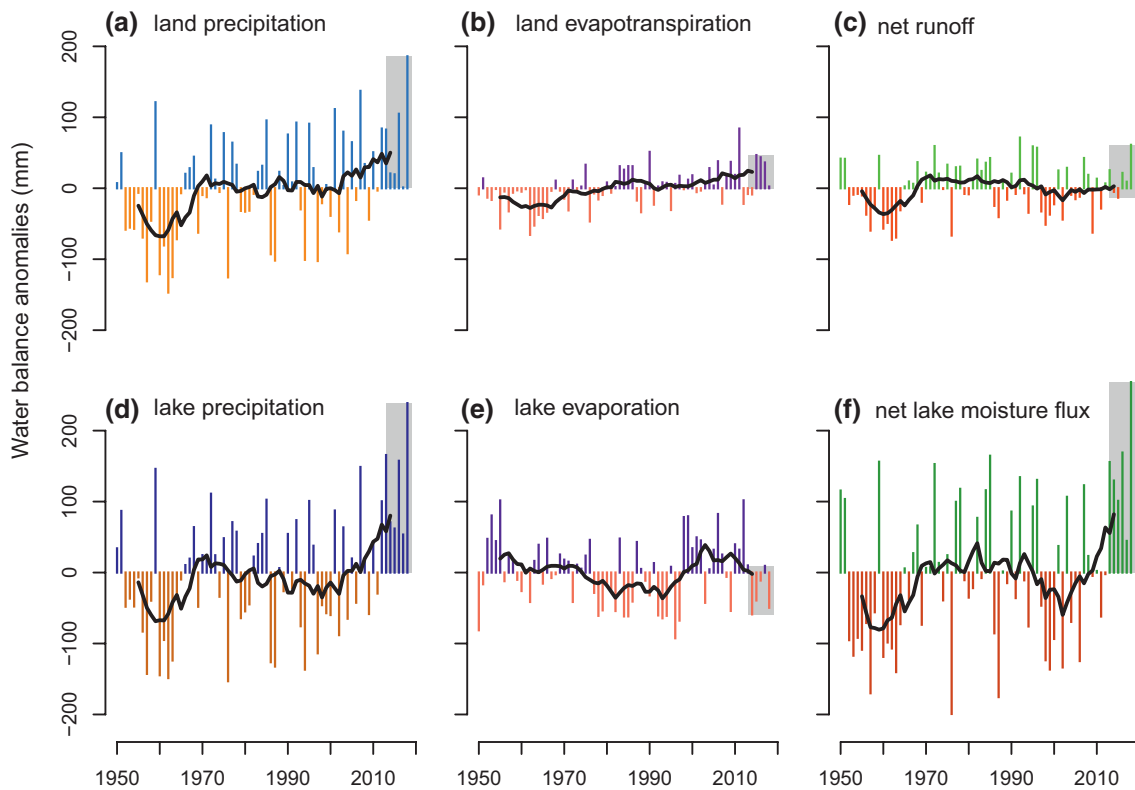 (a) land precipitation
(b) land evapotranspiration
(c) net runoff
Water balance anomalies (mm)
200
100
0
−100
−200
(d) lake precipitation
(e) lake evaporation
(f) net lake moisture flux
200
100
0
−100
−200
1950 1970 1990 2010
1950 1970 1990 2010
1950 1970 1990 2010